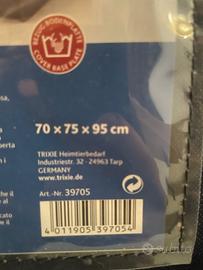 BEZUG BODENPLATTE
COVER BASE PLATE
70 x 75 x 95 cm
TRIXIE Heimtierbedarf
Industriestr. 32 - 24963 Tarp
GERMANY
www.trixie.de
Art.-Nr. 39705
4 011905 397054